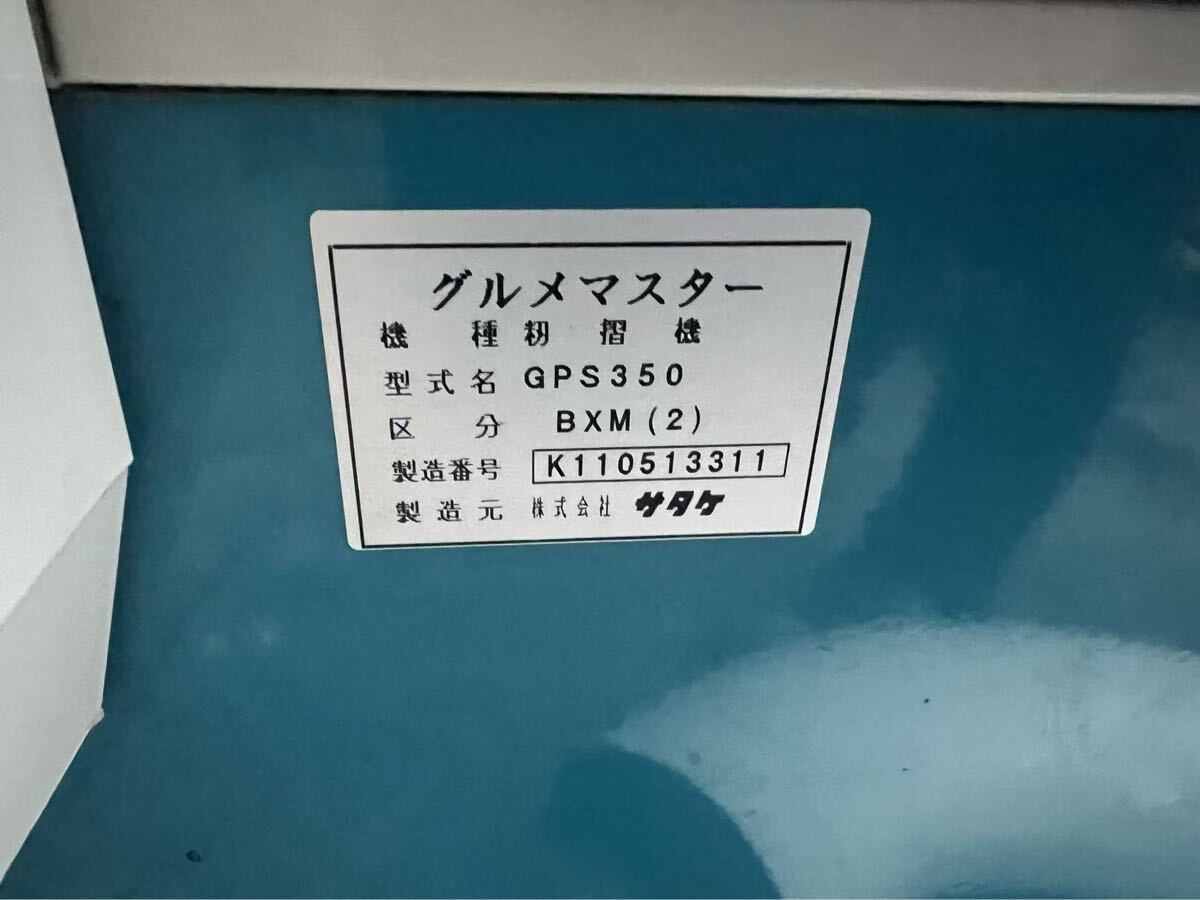 グルメマスター
機種 籾摺機
型式名 GPS350
区分 BXM(2)
製造番号 K110513311
製造元 株式会社 サタケ